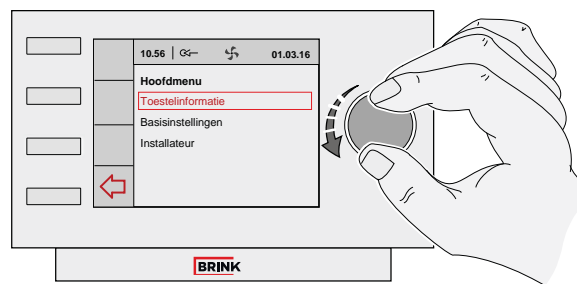 10.56 01.03.16
Hoofdmenu
Toestelinformatie
Basisinstellingen
Installateur
BRINK